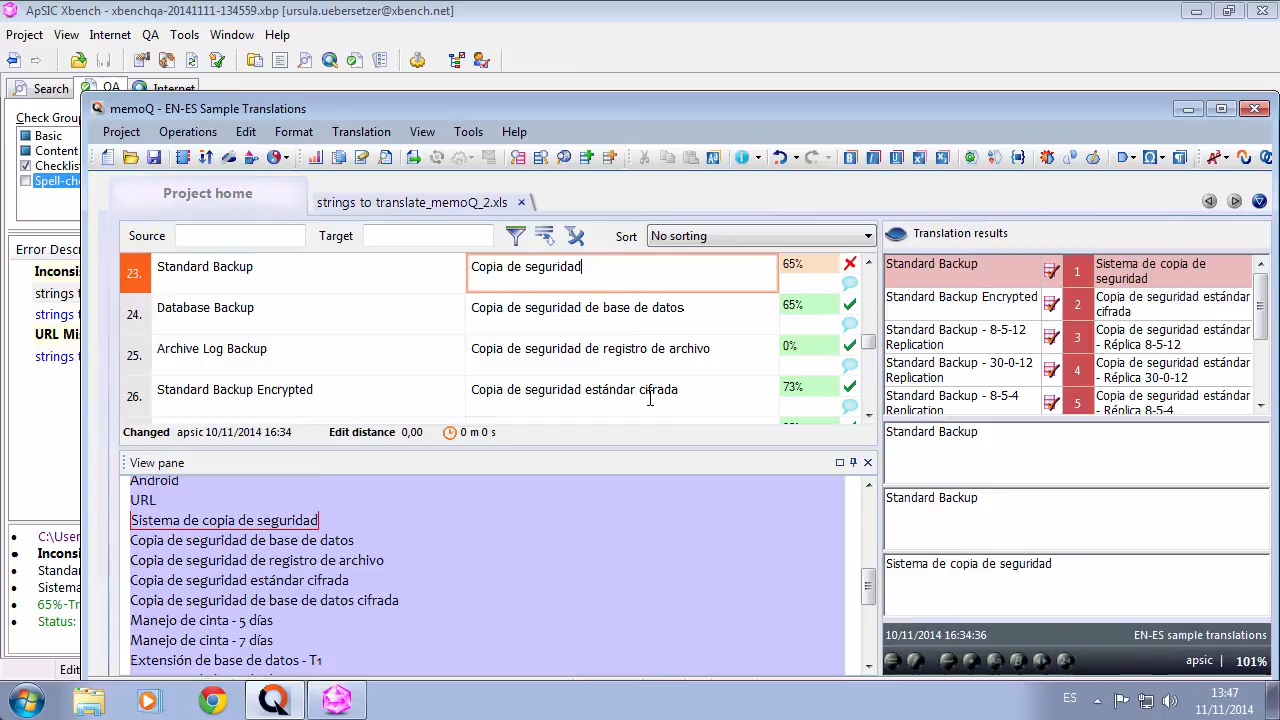 ApSIC Xbench - xbenchqa-20141111-134559.xbp [ursula.uebersetzer@xbench.net]
Project View Internet QA Tools Window Help
Search QA Internet
Check Grou
Basic
Content
Checklis
Spell-che
Error Descr
Inconsi
strings
strings t
URL Mis
strings t
C:\User
Inconsi
Standar
Sistema
65%-Tr
Status:
Edit
memoQ - EN-ES Sample Translations
Project Operations Edit Format Translation View Tools Help
Project home
strings to translate_memoQ_2.xls
Source Target Sort No sorting
23. Standard Backup Copia de seguridad 65%
24. Database Backup Copia de seguridad de base de datos 65%
25. Archive Log Backup Copia de seguridad de registro de archivo 0%
26. Standard Backup Encrypted Copia de seguridad estándar cifrada 73%
Changed apsic 10/11/2014 16:34 Edit distance 0,00 0 m 0 s
View pane
Android
URL
Sistema de copia de seguridad
Copia de seguridad de base de datos
Copia de seguridad de registro de archivo
Copia de seguridad estándar cifrada
Copia de seguridad de base de datos cifrada
Manejo de cinta - 5 días
Manejo de cinta - 7 días
Extensión de base de datos - T1
Translation results
Standard Backup 1 Sistema de copia de
seguridad
Standard Backup Encrypted 2 Copia de seguridad estándar
cifrada
Standard Backup - 8-5-12 3 Copia de seguridad estándar
Replication - Réplica 8-5-12
Standard Backup - 30-0-12 4 Copia de seguridad estándar
Replication - Réplica 30-0-12
Standard Backup - 8-5-4 5 Copia de seguridad estándar
Replication - Réplica 8-5-4
Standard Backup
Standard Backup
Sistema de copia de seguridad
10/11/2014 16:34:36 EN-ES sample translations
apsic 101%
ES
13:47
11/11/2014